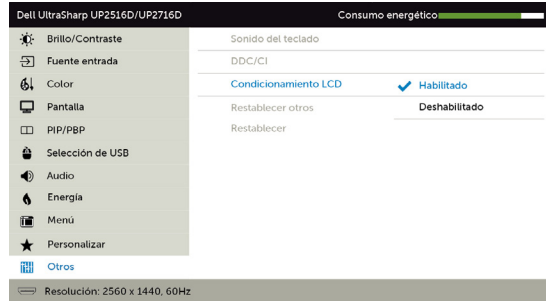 Dell UltraSharp UP2516D/UP2716D Consumo energético
Brillo/Contraste Sonido del teclado
Fuente entrada DDC/CI
Color Condicionamiento LCD Habilitado
Pantalla Restablecer otros Deshabilitado
PIP/PBP Restablecer
Selección de USB
Audio
Energía
Menú
Personalizar
Otros
Resolución: 2560 x 1440, 60Hz